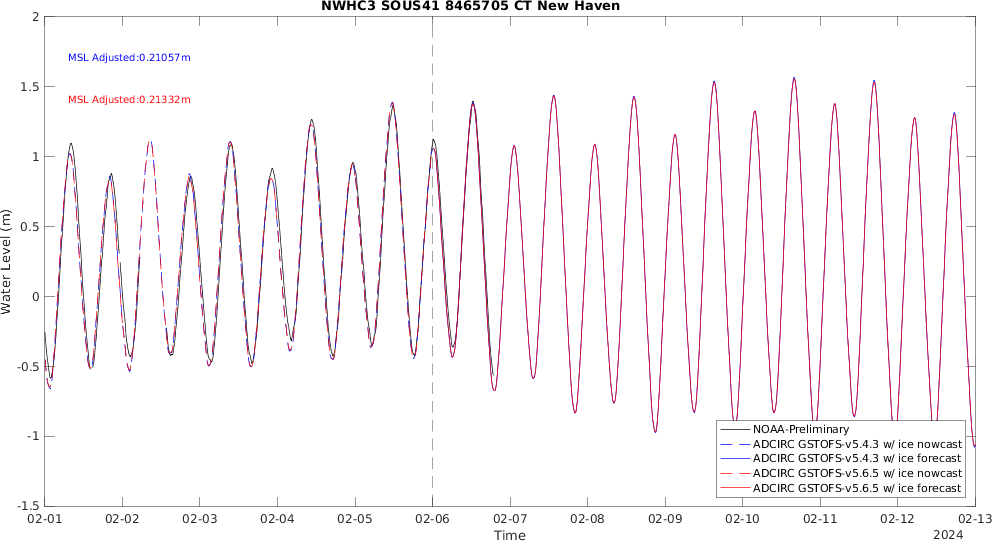 NWHC3 SOUS41 8465705 CT New Haven
2
MSL Adjusted:0.21057m
1.5
MSL Adjusted:0.21332m
1
0.5
Water Level (m)
0
-0.5
-1
NOAA-Preliminary
ADCIRC GSTOFS-v5.4.3 w/ ice nowcast
ADCIRC GSTOFS-v5.4.3 w/ ice forecast
ADCIRC GSTOFS-v5.6.5 w/ ice nowcast
ADCIRC GSTOFS-v5.6.5 w/ ice forecast
-1.5
02-01 02-02 02-03 02-04 02-05 02-06 02-07 02-08 02-09 02-10 02-11 02-12 02-13
Time
2024